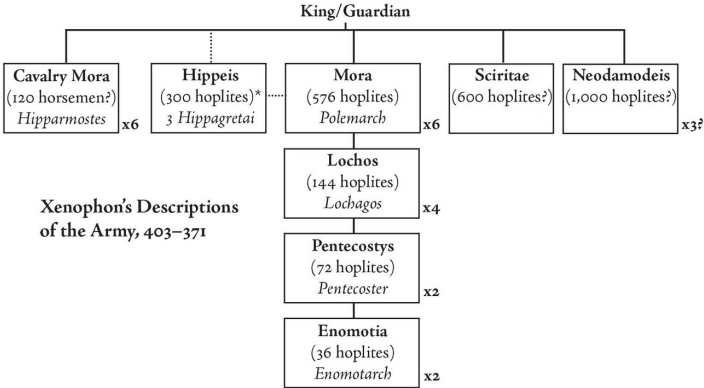 King/Guardian
Cavalry Mora
(120 horsemen?)
Hipparmostes
x6
Hippeis
(300 hoplites)*
3 Hippagretai
Mora
(576 hoplites)
Polemarch
x6
Sciritae
(600 hoplites?)
Neodamodeis
(1,000 hoplites?)
x3?
Lochos
(144 hoplites)
Lochagos
x4
Xenophon's Descriptions
of the Army, 403–371
Pentecostys
(72 hoplites)
Pentecoster
x2
Enomotia
(36 hoplites)
Enomotarch
x2